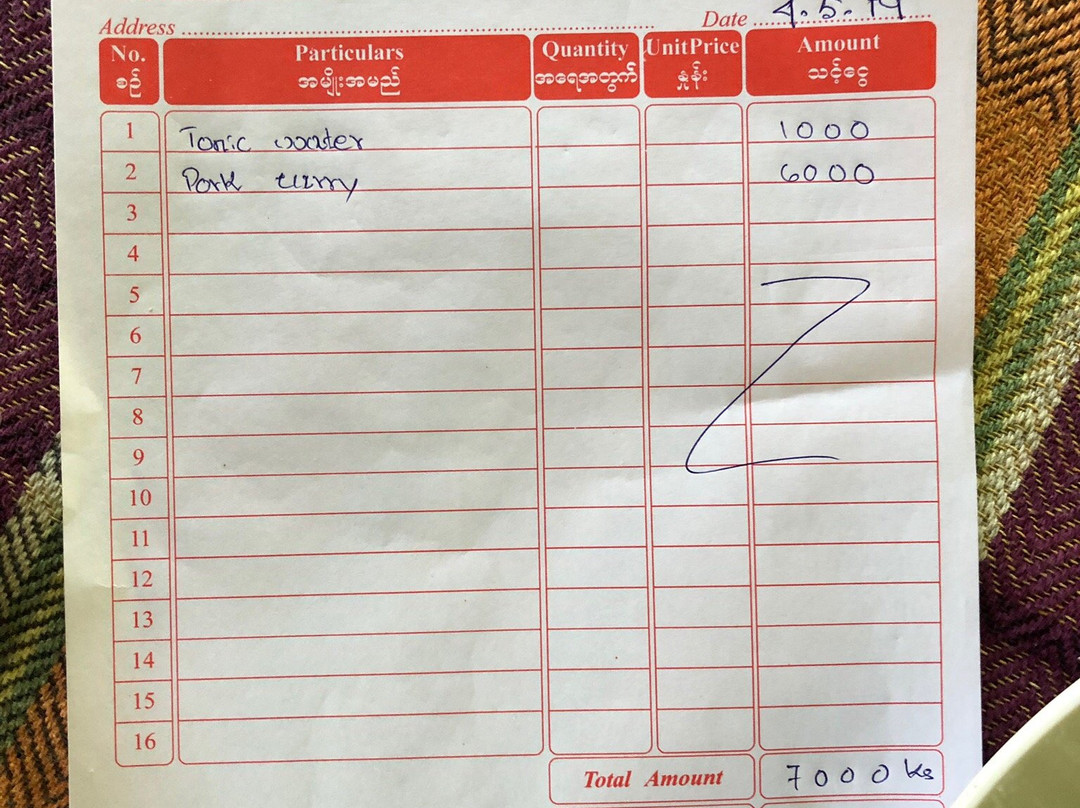 Address Date 4.5.19
No. Particulars Quantity UnitPrice Amount
စဉ် အမျိုးအမည် အရေအတွက် နှုန်း သင့်ငွေ
1 Tonic water 1000
2 Pork curry 6000
3
4
5
6
7
8
9
10
11
12
13
14
15
16
Total Amount 7000 Ks